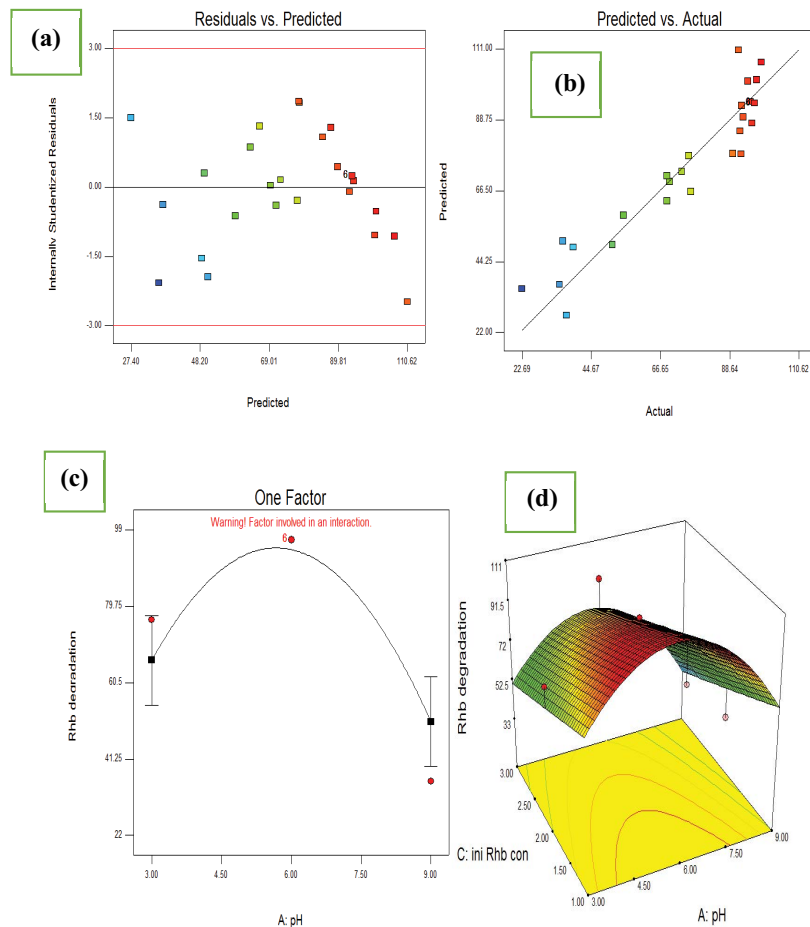 (a)
Residuals vs. Predicted
Internally Studentized Residuals
3.00
1.50
0.00
-1.50
-3.00
6
27.40 48.20 69.01 89.81 110.62
Predicted
(b)
Predicted vs. Actual
Predicted
111.00
88.75
66.50
44.25
22.00
6
22.69 44.67 66.65 88.64 110.62
Actual
(c)
One Factor
Warning! Factor involved in an interaction.
Rhb degradation
99
79.75
60.5
41.25
22
6
3.00 4.50 6.00 7.50 9.00
A: pH
(d)
Rhb degradation
111
91.5
72
52.5
33
3.00
2.50
2.00
1.50
1.00
C: ini Rhb con
3.00
4.50
6.00
7.50
9.00
A: pH